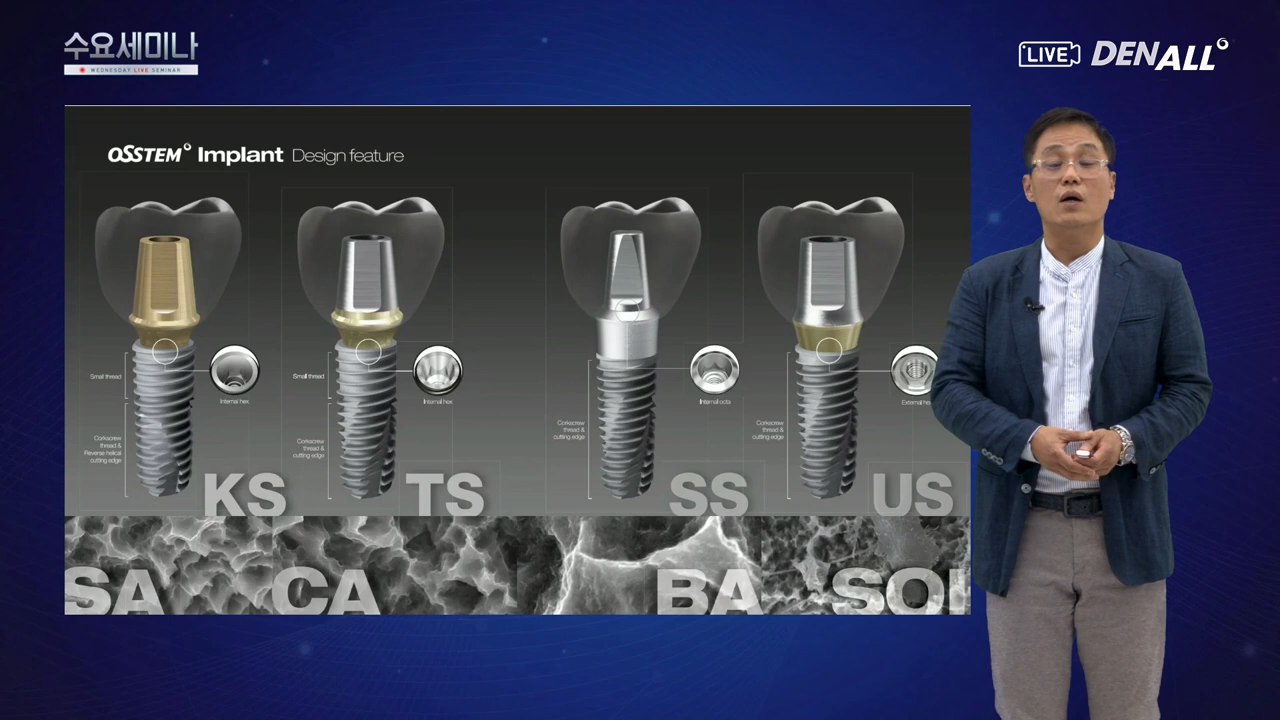 수요세미나
WEDNESDAY LIVE SEMINAR
LIVE DENALL
OSSTEM Implant Design feature
Small thread
Internal hex
Corkscrew
thread &
Reverse helical
cutting edge
KS
Small thread
Internal hex
Corkscrew
thread &
cutting edge
TS
Internal octa
Corkscrew
thread &
cutting edge
SS
External
Corkscrew
thread &
cutting edge
US
SA
CA
BA
SOI